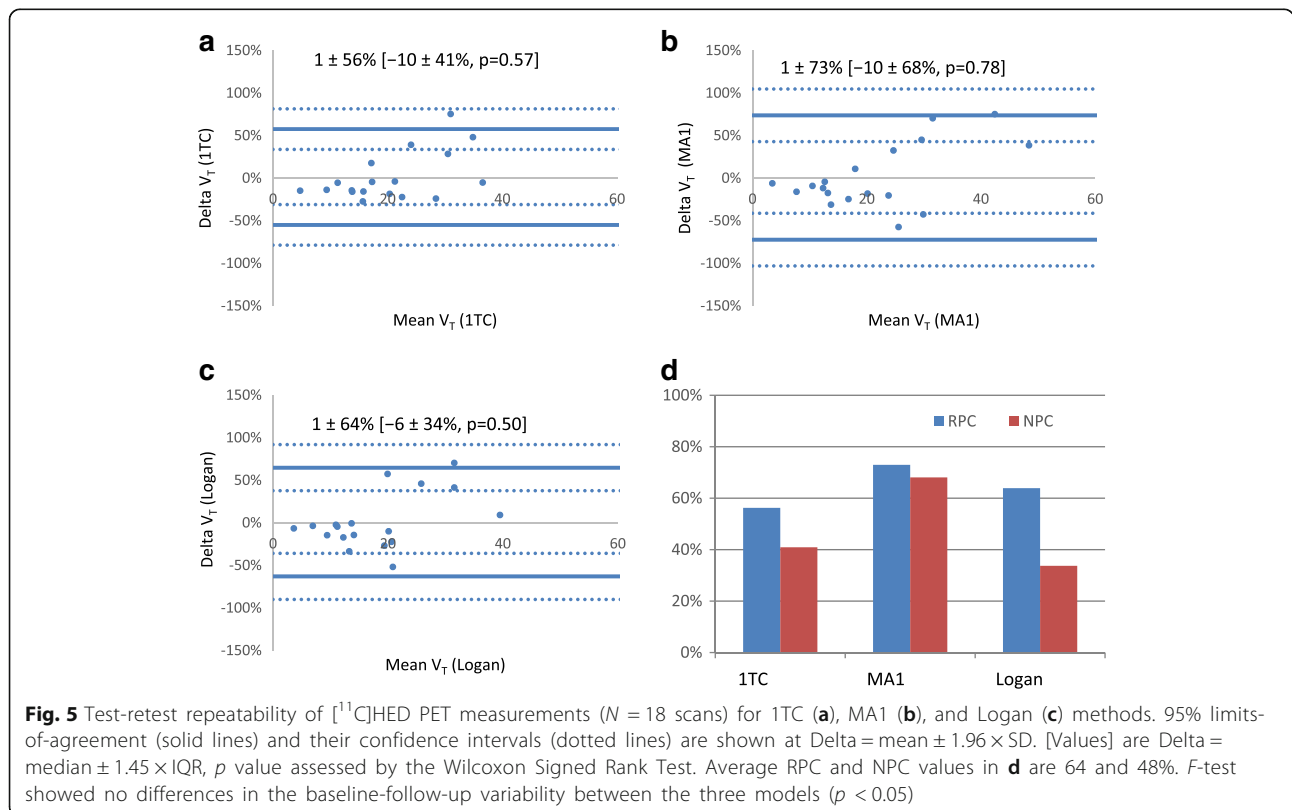 a
1 ± 56% [−10 ± 41%, p=0.57]
150%
100%
50%
0%
-50%
-100%
-150%
0
20
40
60
Delta V_T (1TC)
Mean V_T (1TC)
b
1 ± 73% [−10 ± 68%, p=0.78]
150%
100%
50%
0%
-50%
-100%
-150%
0
20
40
60
Delta V_T (MA1)
Mean V_T (MA1)
c
1 ± 64% [−6 ± 34%, p=0.50]
150%
100%
50%
0%
-50%
-100%
-150%
0
20
40
60
Delta V_T (Logan)
Mean V_T (Logan)
d
100%
80%
60%
40%
20%
0%
RPC NPC
1TC MA1 Logan
Fig. 5 Test-retest repeatability of [¹¹C]HED PET measurements (N = 18 scans) for 1TC (a), MA1 (b), and Logan (c) methods. 95% limits-
of-agreement (solid lines) and their confidence intervals (dotted lines) are shown at Delta = mean ± 1.96 × SD. [Values] are Delta =
median ± 1.45 × IQR, p value assessed by the Wilcoxon Signed Rank Test. Average RPC and NPC values in d are 64 and 48%. F-test
showed no differences in the baseline-follow-up variability between the three models (p < 0.05)